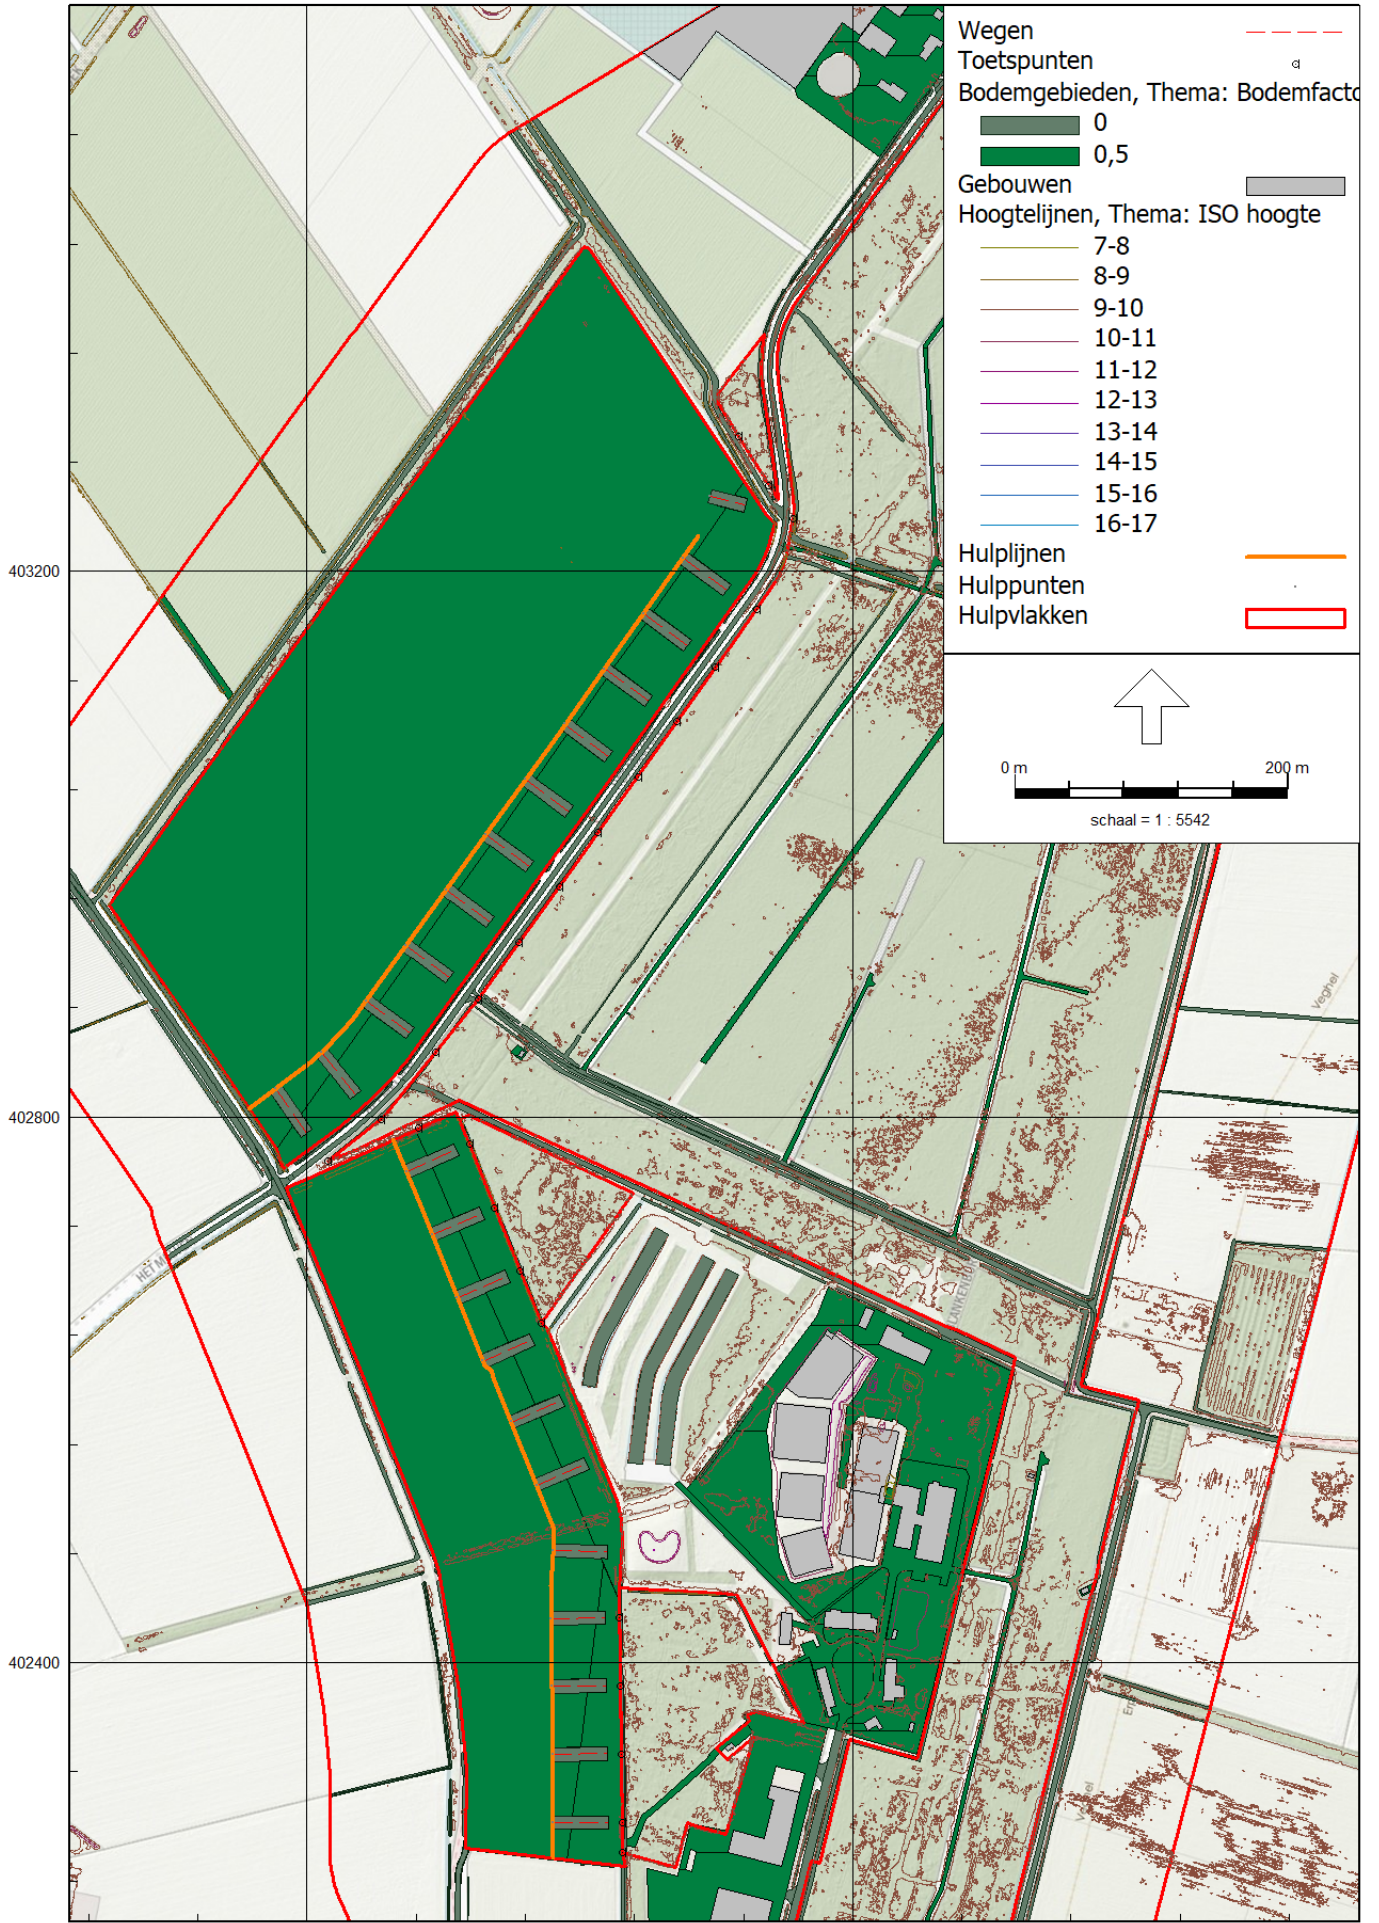 Wegen
Toetspunten
Bodemgebieden, Thema: Bodemfacto
0
0,5
Gebouwen
Hoogtelijnen, Thema: ISO hoogte
7-8
8-9
9-10
10-11
11-12
12-13
13-14
14-15
15-16
16-17
Hulplijnen
Hulppunten
Hulpvlakken
0 m
200 m
schaal = 1 : 5542
403200
402800
402400
Veghel
HET M